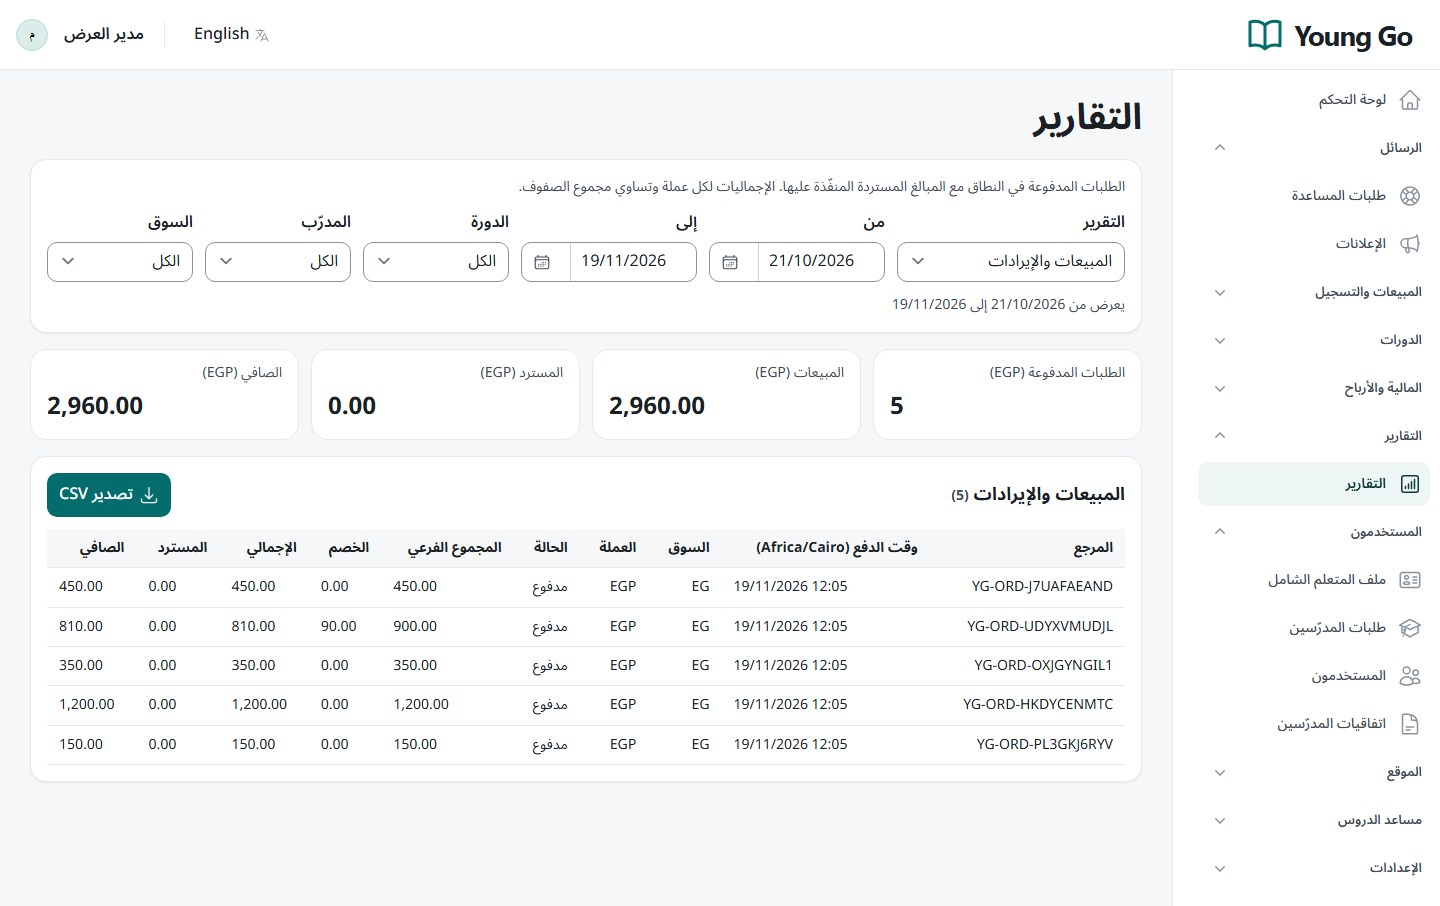 Young Go
English
مدير العرض
م
لوحة التحكم
الرسائل
طلبات المساعدة
الإعلانات
المبيعات والتسجيل
الدورات
المالية والأرباح
التقارير
التقارير
المستخدمون
ملف المتعلم الشامل
طلبات المدرّسين
المستخدمون
اتفاقيات المدرّسين
الموقع
مساعد الدروس
الإعدادات
التقارير
الطلبات المدفوعة في النطاق مع المبالغ المستردة المنفّذة عليها. الإجماليات لكل عملة وتساوي مجموع الصفوف.
التقرير من إلى الدورة المدرّب السوق
المبيعات والإيرادات 21/10/2026 19/11/2026 الكل الكل الكل
يعرض من 21/10/2026 إلى 19/11/2026
الطلبات المدفوعة (EGP) المبيعات (EGP) المسترد (EGP) الصافي (EGP)
5 2,960.00 0.00 2,960.00
المبيعات والإيرادات (5) تصدير CSV
المرجع وقت الدفع (Africa/Cairo) السوق العملة الحالة المجموع الفرعي الخصم الإجمالي المسترد الصافي
YG-ORD-J7UAFAEAND 19/11/2026 12:05 EG EGP مدفوع 450.00 0.00 450.00 0.00 450.00
YG-ORD-UDYXVMUDJL 19/11/2026 12:05 EG EGP مدفوع 900.00 90.00 810.00 0.00 810.00
YG-ORD-OXJGYNGIL1 19/11/2026 12:05 EG EGP مدفوع 350.00 0.00 350.00 0.00 350.00
YG-ORD-HKDYCENMTC 19/11/2026 12:05 EG EGP مدفوع 1,200.00 0.00 1,200.00 0.00 1,200.00
YG-ORD-PL3GKJ6RYV 19/11/2026 12:05 EG EGP مدفوع 150.00 0.00 150.00 0.00 150.00